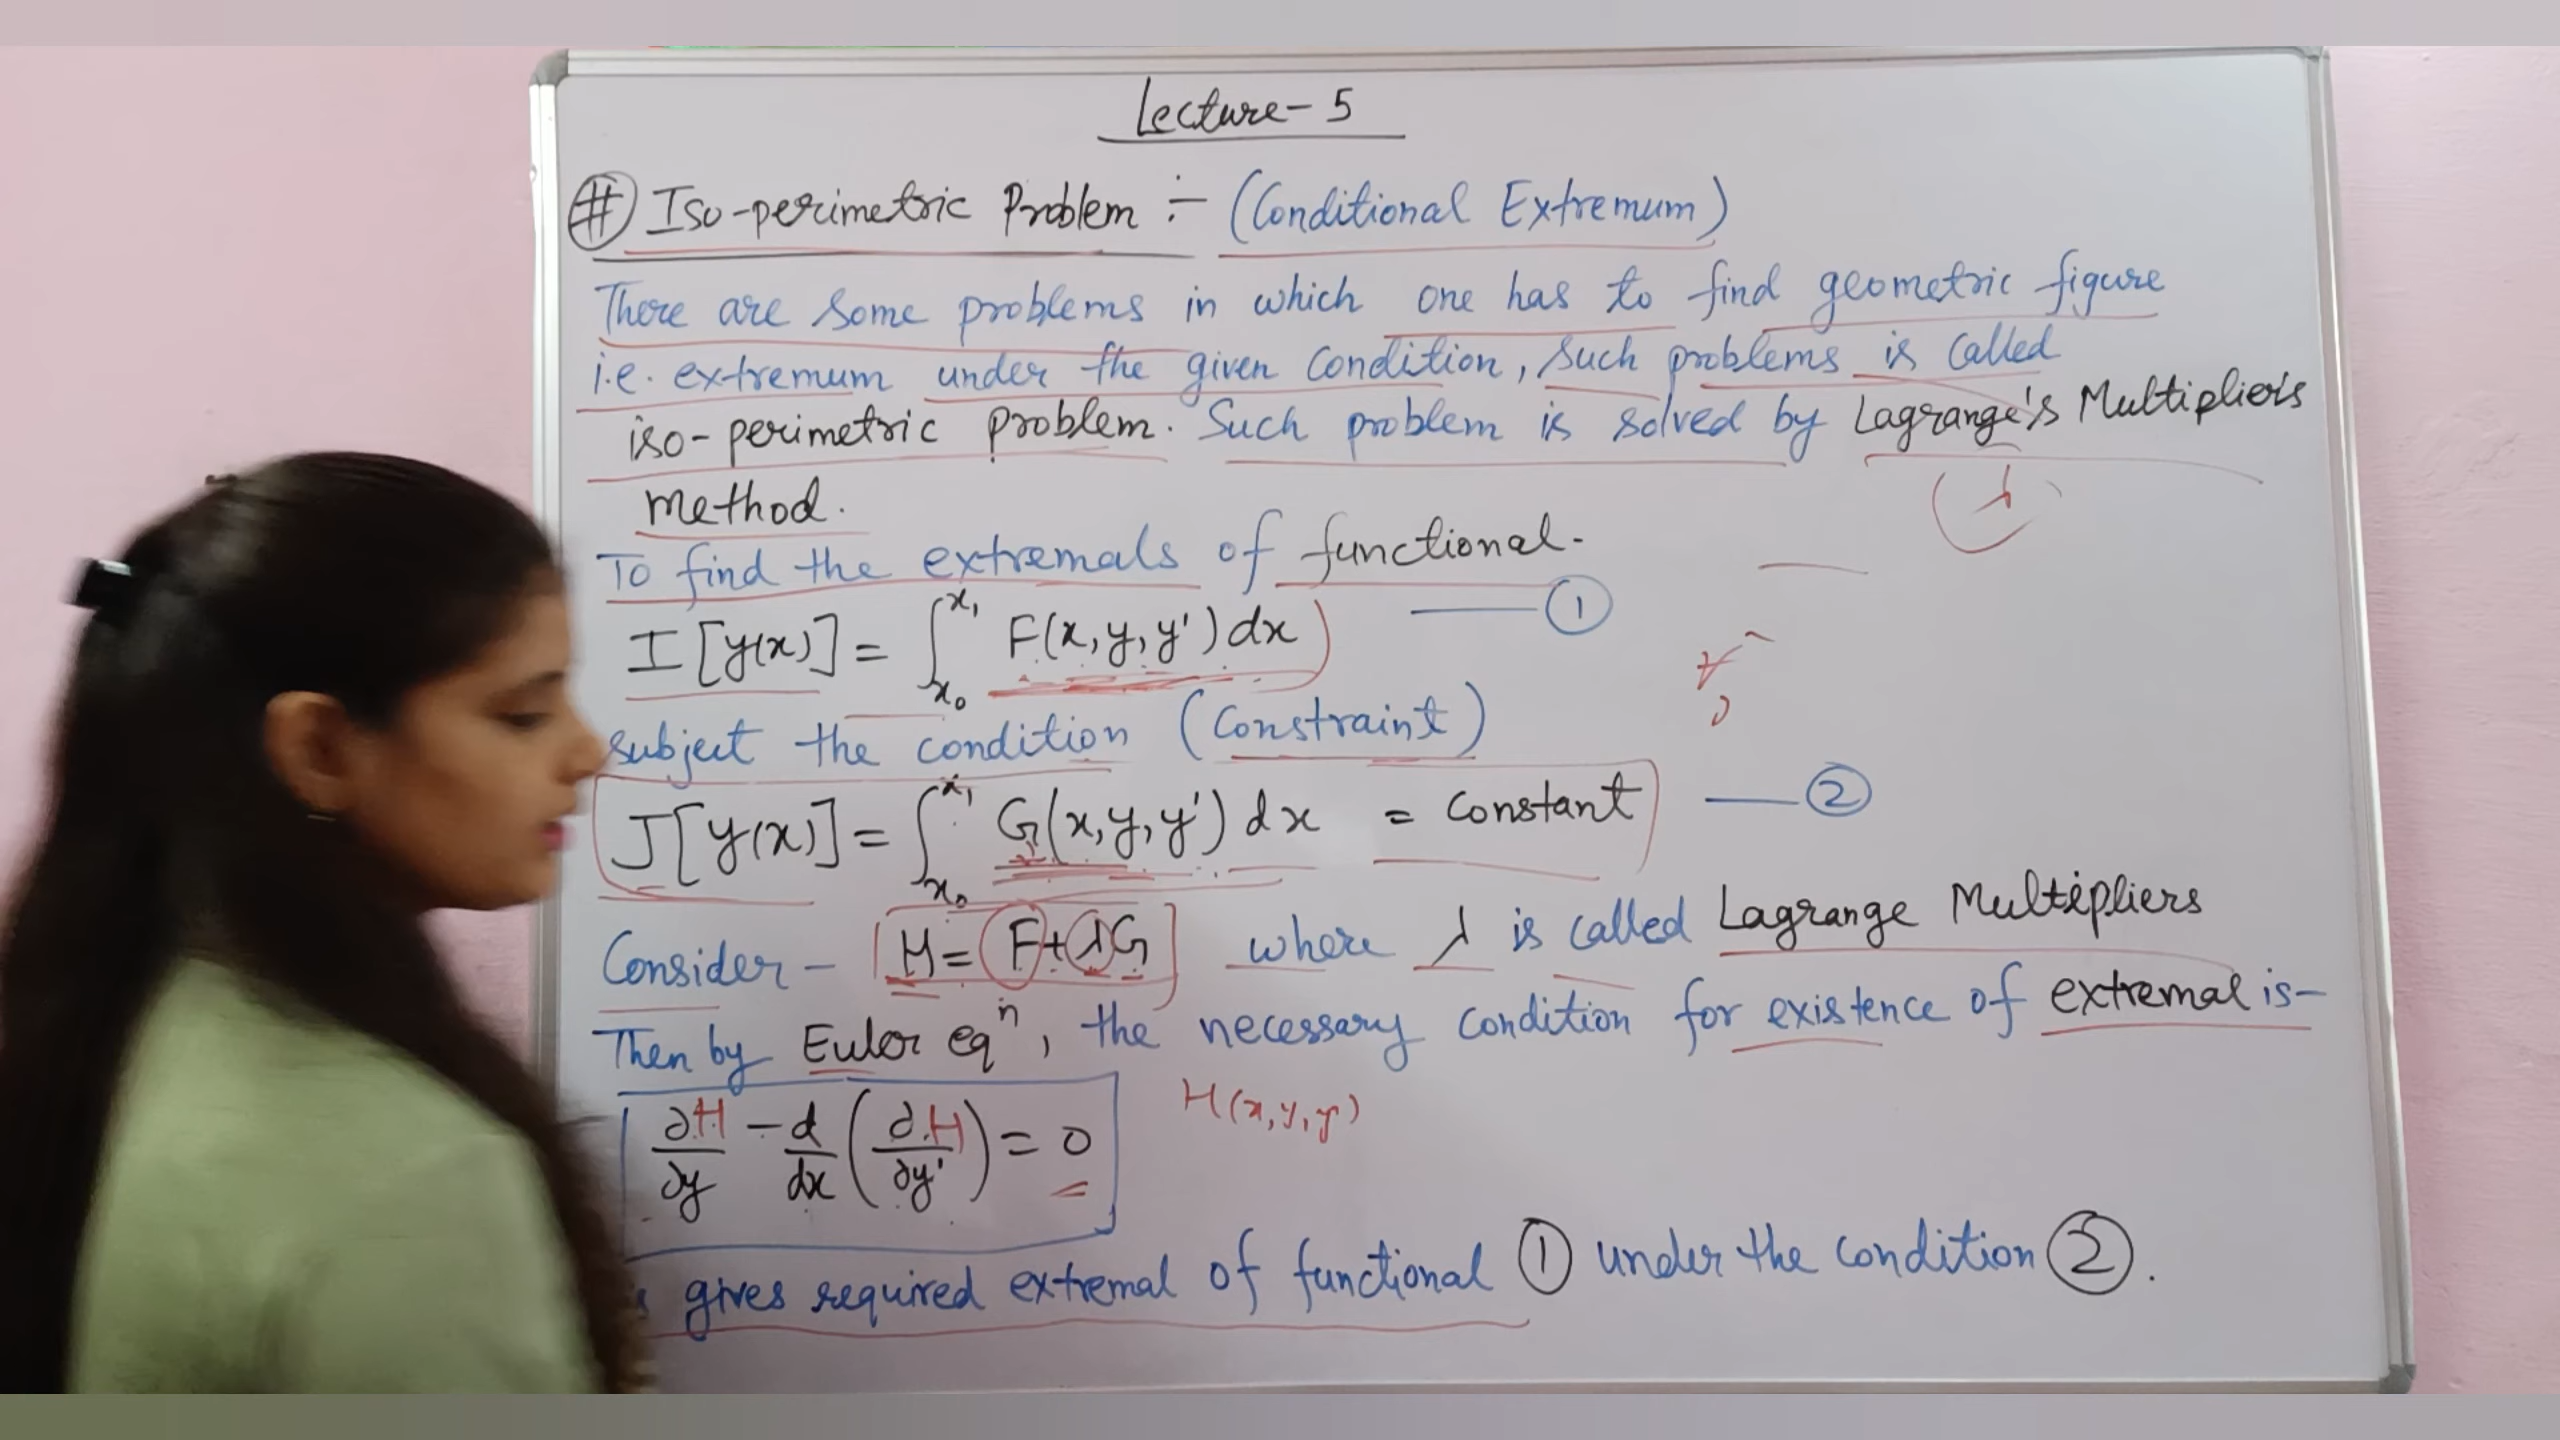 Lecture-5
# Iso-perimetric Problem ÷ (Conditional Extremum)
There are some problems in which one has to find geometric figure
i.e. extremum under the given condition, such problems is called
iso-perimetric problem. Such problem is solved by Lagrange's Multipliers
λ
method.
To find the extremals of functional-
I[y(x)] = ∫_{x₀}^{x₁} F(x, y, y') dx —— ①
subject the condition (Constraint)
J[y(x)] = ∫_{x₀}^{x₁} G(x, y, y') dx = Constant —— ②
Consider- H = F+λG where λ is called Lagrange Multipliers
Then by Euler eqⁿ, the necessary condition for existence of extremal is-
∂H/∂y - d/dx (∂H/∂y') = 0 H(x, y, y')
gives required extremal of functional ① under the condition ②.